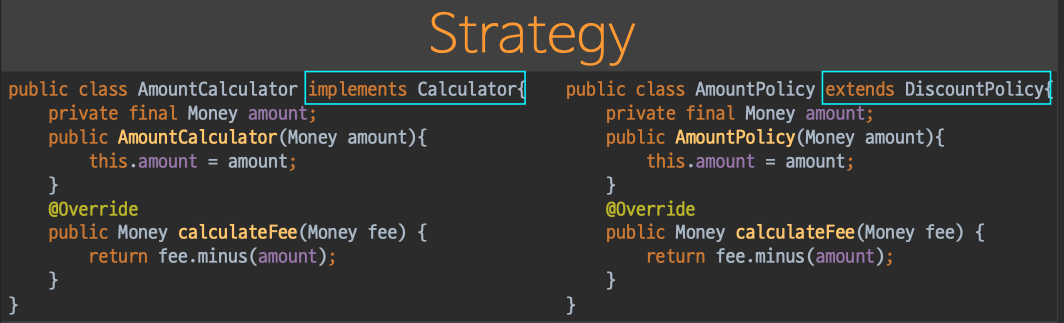 Strategy
public class AmountCalculator implements Calculator{
private final Money amount;
public AmountCalculator(Money amount){
this.amount = amount;
}
@Override
public Money calculateFee(Money fee) {
return fee.minus(amount);
}
}
public class AmountPolicy extends DiscountPolicy{
private final Money amount;
public AmountPolicy(Money amount){
this.amount = amount;
}
@Override
public Money calculateFee(Money fee) {
return fee.minus(amount);
}
}